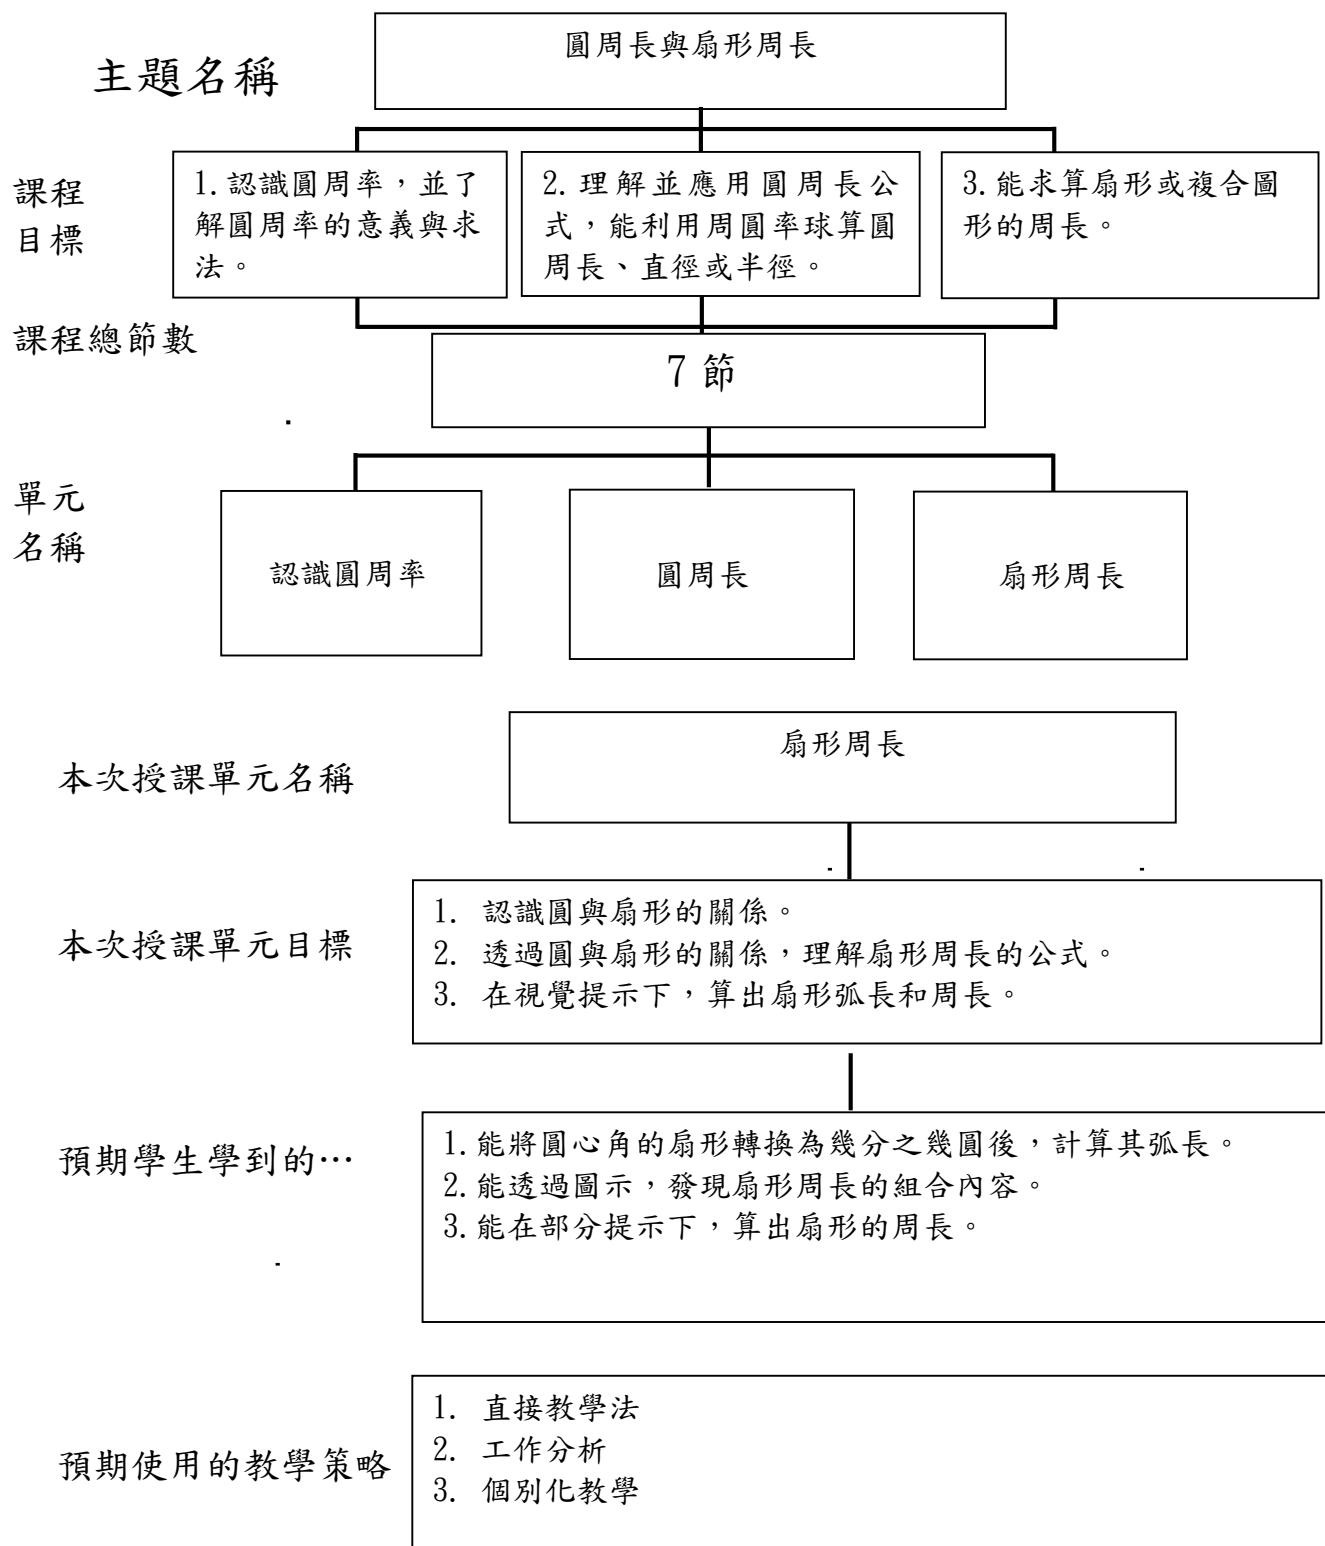 主題名稱
圓周長與扇形周長
課程
目標
1.認識圓周率，並了
解圓周率的意義與求
法。
2.理解並應用圓周長公
式，能利用周圓率球算圓
周長、直徑或半徑。
3.能求算扇形或複合圖
形的周長。
課程總節數
7 節
單元
名稱
認識圓周率
圓周長
扇形周長
本次授課單元名稱
扇形周長
本次授課單元目標
1. 認識圓與扇形的關係。
2. 透過圓與扇形的關係，理解扇形周長的公式。
3. 在視覺提示下，算出扇形弧長和周長。
預期學生學到的…
1.能將圓心角的扇形轉換為幾分之幾圓後，計算其弧長。
2.能透過圖示，發現扇形周長的組合內容。
3.能在部分提示下，算出扇形的周長。
預期使用的教學策略
1. 直接教學法
2. 工作分析
3. 個別化教學